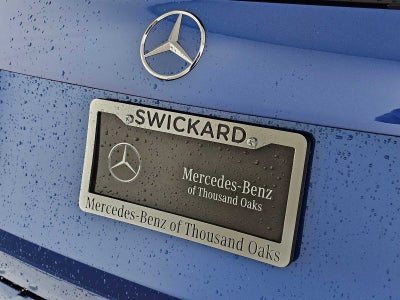 SWICKARD
Mercedes-Benz
of Thousand Oaks
Mercedes-Benz of Thousand Oaks